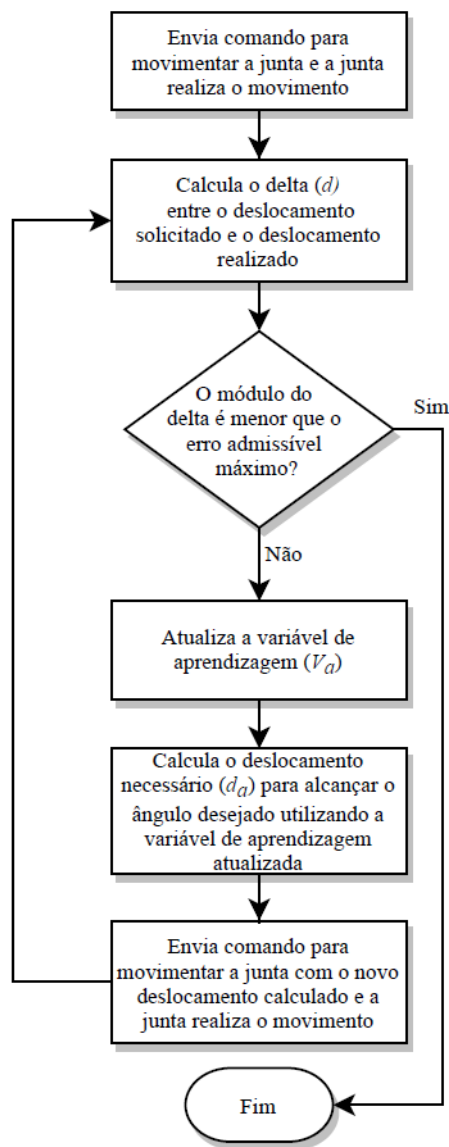 Envia comando para
movimentar a junta e a junta
realiza o movimento
Calcula o delta (d)
entre o deslocamento
solicitado e o deslocamento
realizado
O módulo do
delta é menor que o
erro admissível
máximo?
Sim
Não
Atualiza a variável de
aprendizagem (Va)
Calcula o deslocamento
necessário (da) para alcançar o
ângulo desejado utilizando a
variável de aprendizagem
atualizada
Envia comando para
movimentar a junta com o novo
deslocamento calculado e a
junta realiza o movimento
Fim